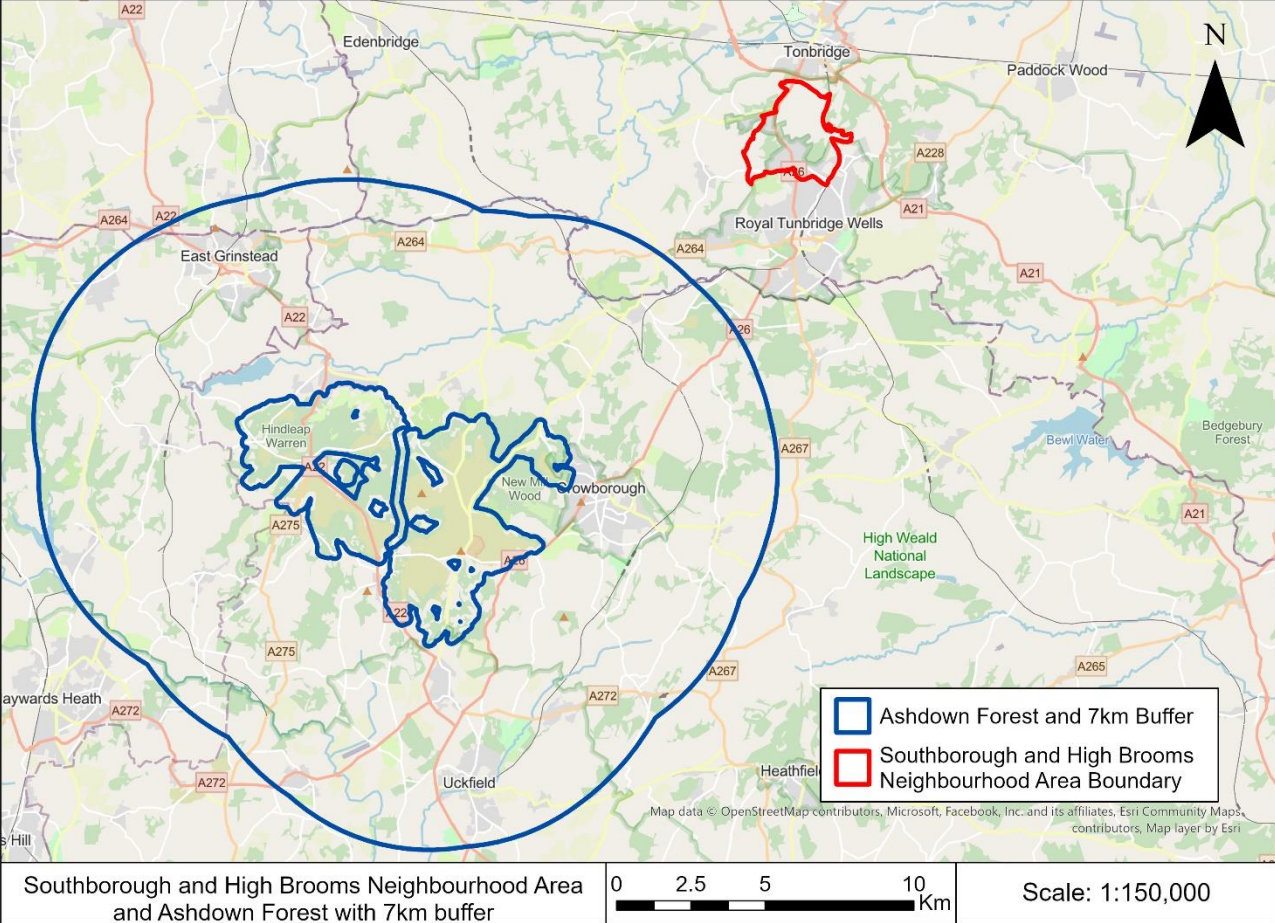 A22
Edenbridge
Tonbridge
Paddock Wood
N
A228
A26
A21
A264
A22
Royal Tunbridge Wells
A264
A264
East Grinstead
A21
A22
A26
Hindleap
Warren
A267
Bewl Water
Bedgebury
Forest
A22
New Mill
Wood
Crowborough
A275
A21
High Weald
National
Landscape
A26
A22
A275
A267
A265
aywards Heath
A272
A272
Ashdown Forest and 7km Buffer
Southborough and High Brooms
Neighbourhood Area Boundary
A272
Uckfield
Heathfiel
Map data © OpenStreetMap contributors, Microsoft, Facebook, Inc. and its affiliates, Esri Community Maps
contributors, Map layer by Esri
s Hill
Southborough and High Brooms Neighbourhood Area
and Ashdown Forest with 7km buffer
0 2.5 5 10
Km
Scale: 1:150,000